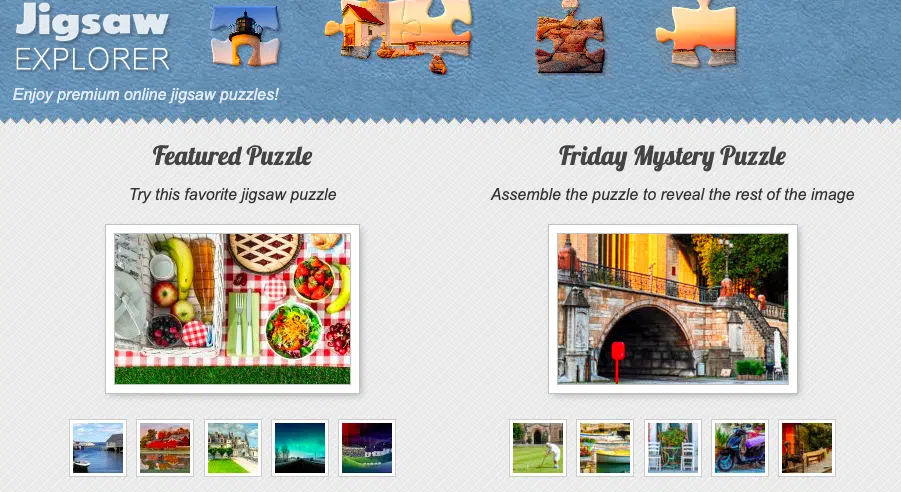 Jigsaw
EXPLORER
Enjoy premium online jigsaw puzzles!
Featured Puzzle
Try this favorite jigsaw puzzle
Friday Mystery Puzzle
Assemble the puzzle to reveal the rest of the image